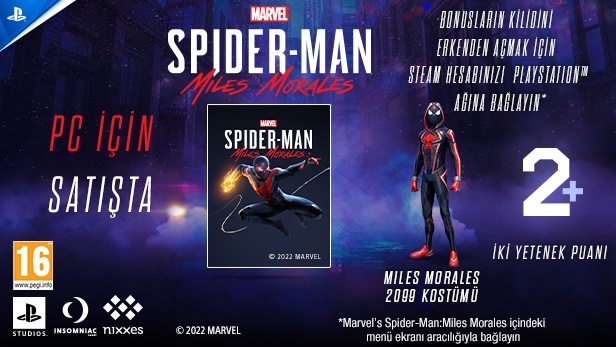 MARVEL
SPIDER-MAN
Miles Morales
PC İÇİN
SATIŞTA
MARVEL
SPIDER-MAN
Miles Morales
© 2022 MARVEL
BONUSLARIN KİLİDİNİ
ERKENDEN AÇMAK İÇİN
STEAM HESABINIZI PLAYSTATION™
AĞINA BAĞLAYIN*
2+
MILES MORALES
2099 KOSTÜMÜ
İKİ YETENEK PUANI
16
www.pegi.info
STUDIOS.
INSOMNIAC
GAMES
nixxes
© 2022 MARVEL
*Marvel's Spider-Man:Miles Morales içindeki
menü ekranı aracılığıyla bağlayın